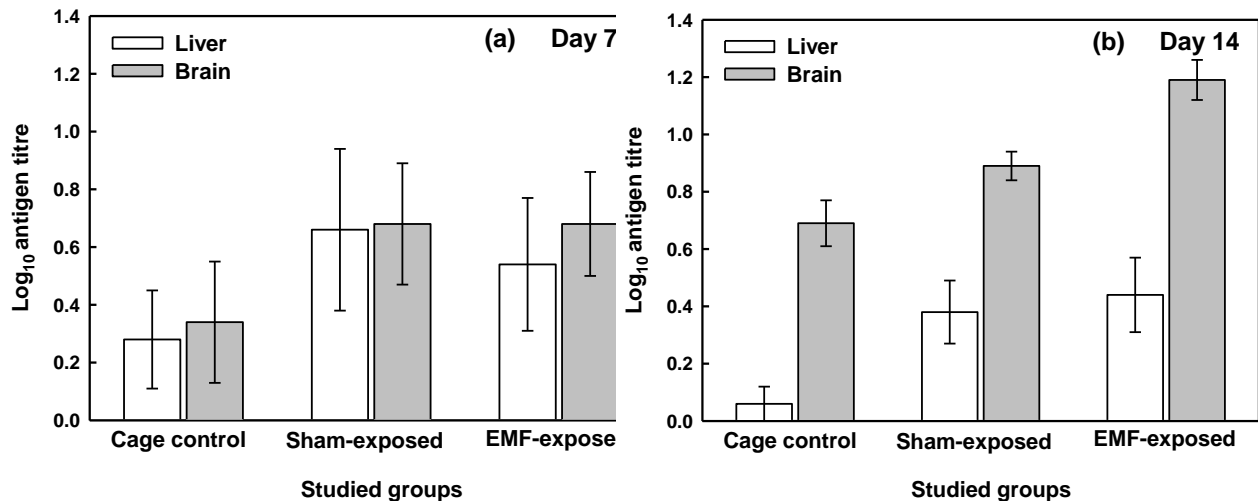 (a) Day 7
Liver
Brain
Log10 antigen titre
1.4
1.2
1.0
0.8
0.6
0.4
0.2
0.0
Cage control Sham-exposed EMF-expose
Studied groups
(b) Day 14
Liver
Brain
Log10 antigen titre
1.4
1.2
1.0
0.8
0.6
0.4
0.2
0.0
Cage control Sham-exposed EMF-exposed
Studied groups